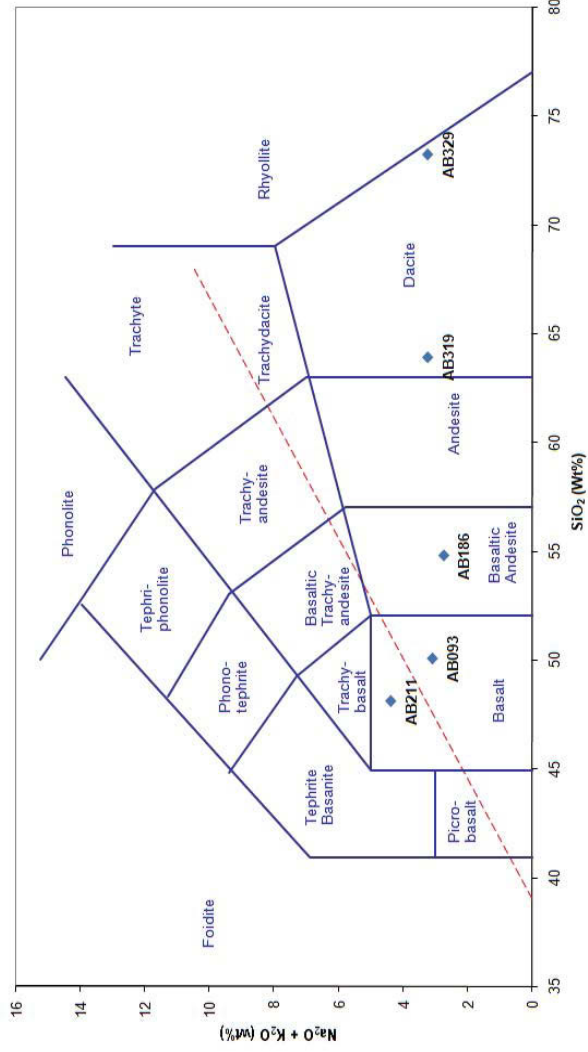 16
14
12
10
8
6
4
2
0
Na₂O + K₂O (wt%)
35
40
45
50
55
60
65
70
75
80
SiO₂ (Wt%)
Foidite
Phonolite
Tephri-
phonolite
Phono-
tephrite
Tephrite
Basanite
Picro-
basalt
Basalt
Trachy-
basalt
Basaltic
Trachy-
andesite
Trachy-
andesite
Trachyte
Trachydacite
Rhyollite
Dacite
Andesite
Basaltic
Andesite
AB211
AB093
AB186
AB319
AB329